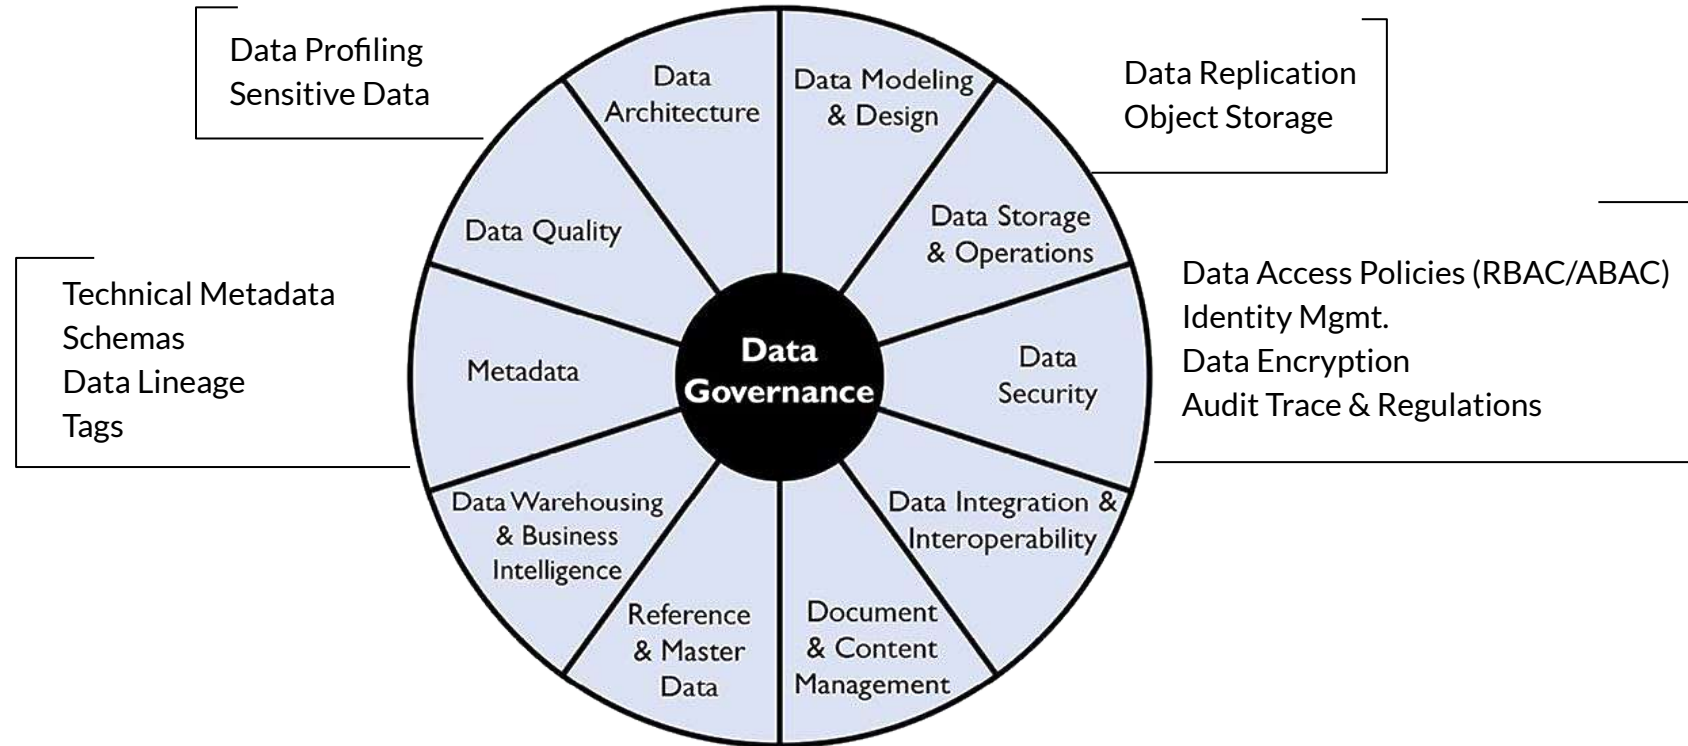 Data Profiling
Sensitive Data
Data
Architecture
Data Modeling
& Design
Data Replication
Object Storage
Data Quality
Data Storage
& Operations
Technical Metadata
Schemas
Data Lineage
Tags
Metadata
Data
Governance
Data
Security
Data Access Policies (RBAC/ABAC)
Identity Mgmt.
Data Encryption
Audit Trace & Regulations
Data Warehousing
& Business
Intelligence
Data Integration &
Interoperability
Reference
& Master
Data
Document
& Content
Management